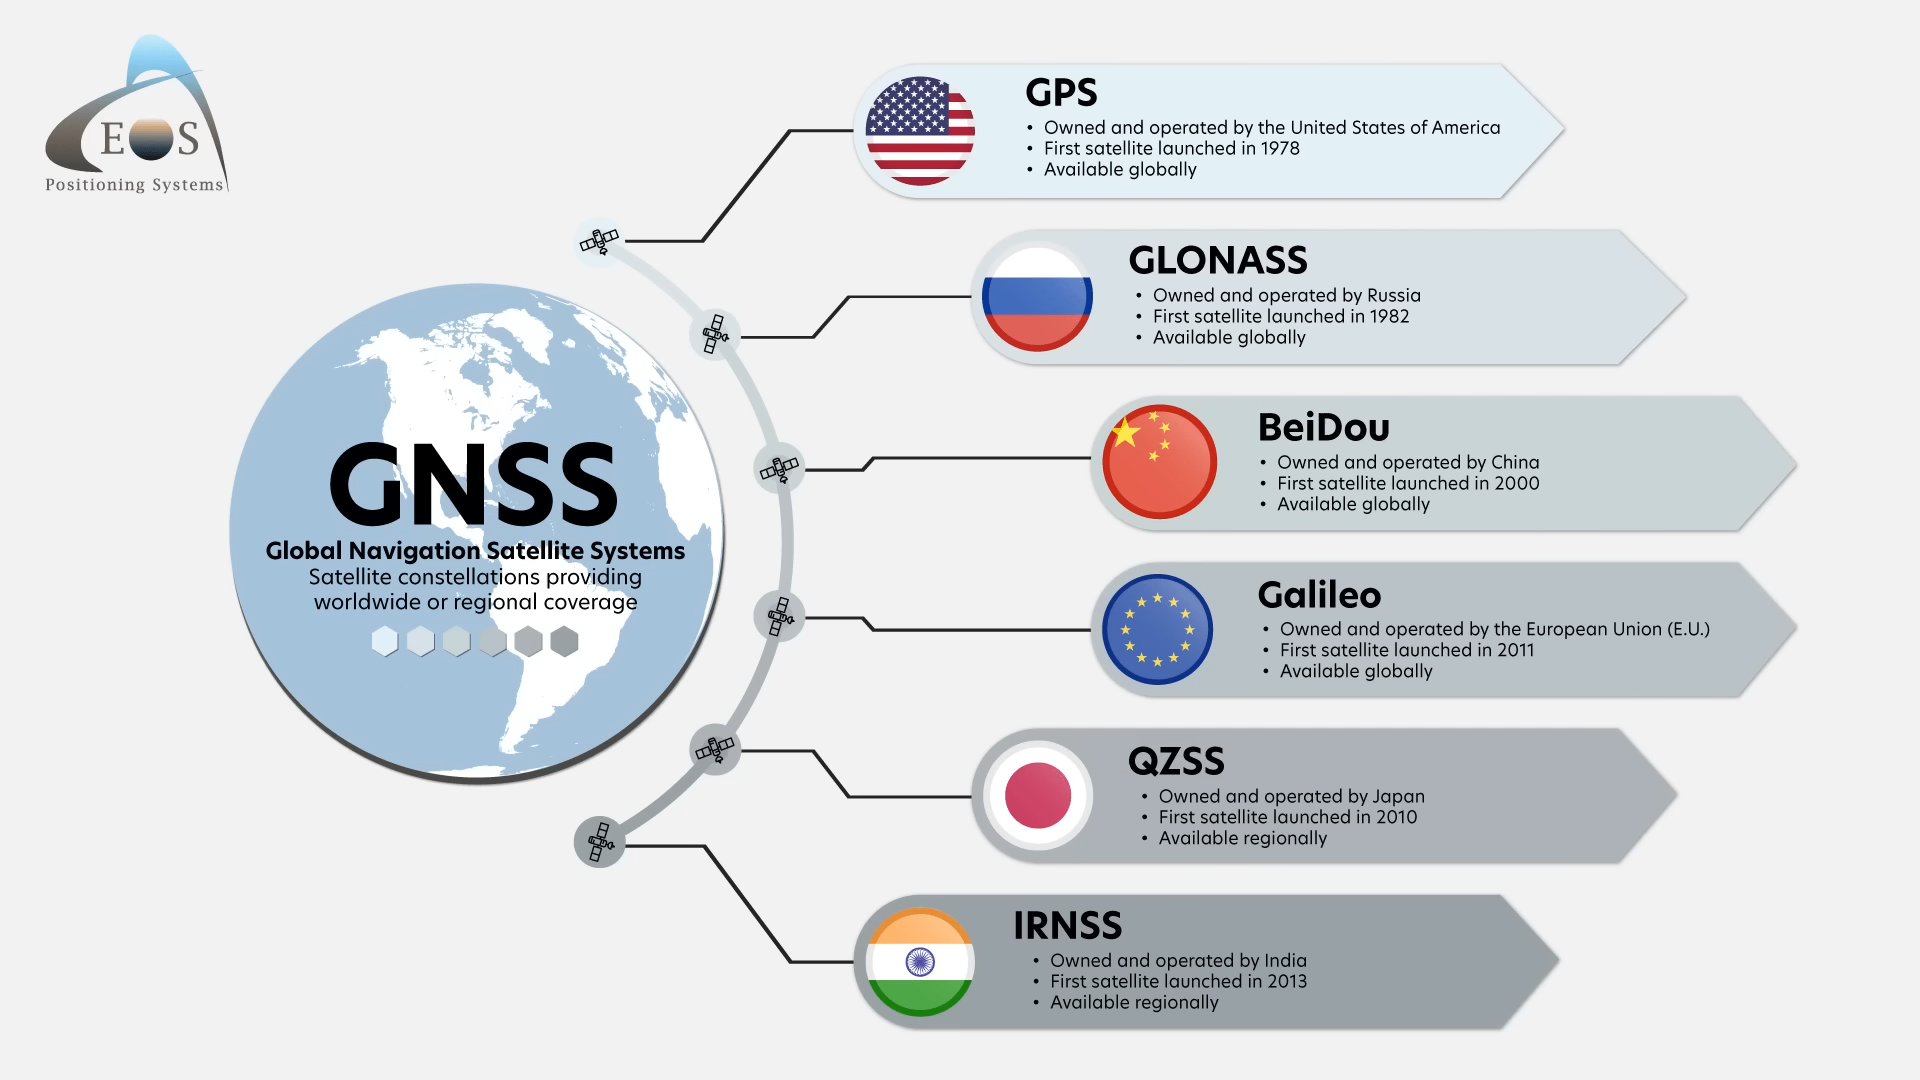 EOS
Positioning Systems
GNSS
Global Navigation Satellite Systems
Satellite constellations providing
worldwide or regional coverage
GPS
• Owned and operated by the United States of America
• First satellite launched in 1978
• Available globally
GLONASS
• Owned and operated by Russia
• First satellite launched in 1982
• Available globally
BeiDou
• Owned and operated by China
• First satellite launched in 2000
• Available globally
Galileo
• Owned and operated by the European Union (E.U.)
• First satellite launched in 2011
• Available globally
QZSS
• Owned and operated by Japan
• First satellite launched in 2010
• Available regionally
IRNSS
• Owned and operated by India
• First satellite launched in 2013
• Available regionally